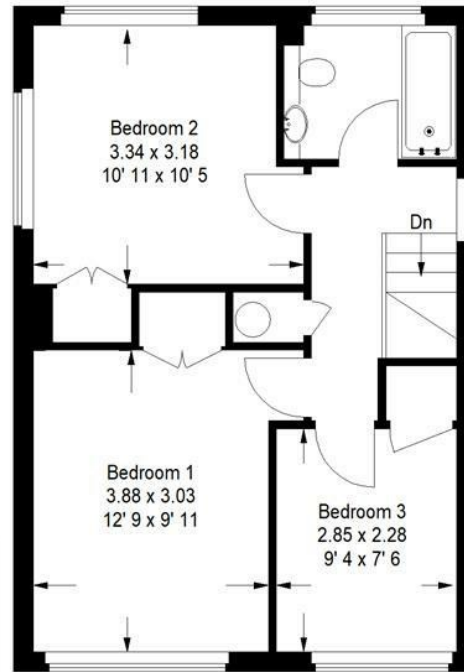 Bedroom 2
3.34 x 3.18
10' 11 x 10' 5
Dn
Bedroom 1
3.88 x 3.03
12' 9 x 9' 11
Bedroom 3
2.85 x 2.28
9' 4 x 7' 6